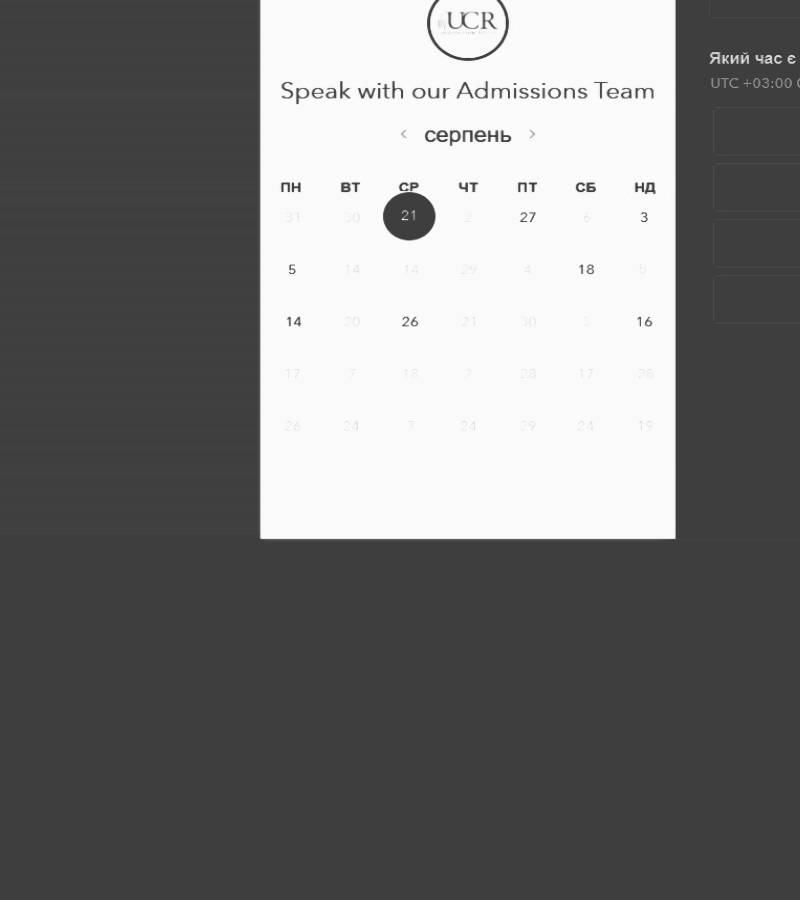 UCR
Speak with our Admissions Team
< серпень >
ПН ВТ СР ЧТ ПТ СБ НД
31 30 21 2 27 6 3
5 14 14 29 4 18 5
14 20 26 21 30 3 16
17 7 18 2 28 17 28
26 24 7 24 29 24 19
Який час є
UTC +03:00